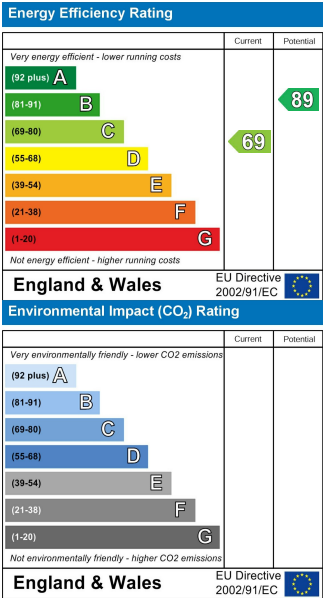 Energy Efficiency Rating
Current Potential
Very energy efficient - lower running costs
(92 plus) A
(81-91) B
(69-80) C
(55-68) D
(39-54) E
(21-38) F
(1-20) G
89
69
Not energy efficient - higher running costs
England & Wales
EU Directive
2002/91/EC
Environmental Impact (CO₂) Rating
Current Potential
Very environmentally friendly - lower CO2 emissions
(92 plus) A
(81-91) B
(69-80) C
(55-68) D
(39-54) E
(21-38) F
(1-20) G
Not environmentally friendly - higher CO2 emissions
England & Wales
EU Directive
2002/91/EC